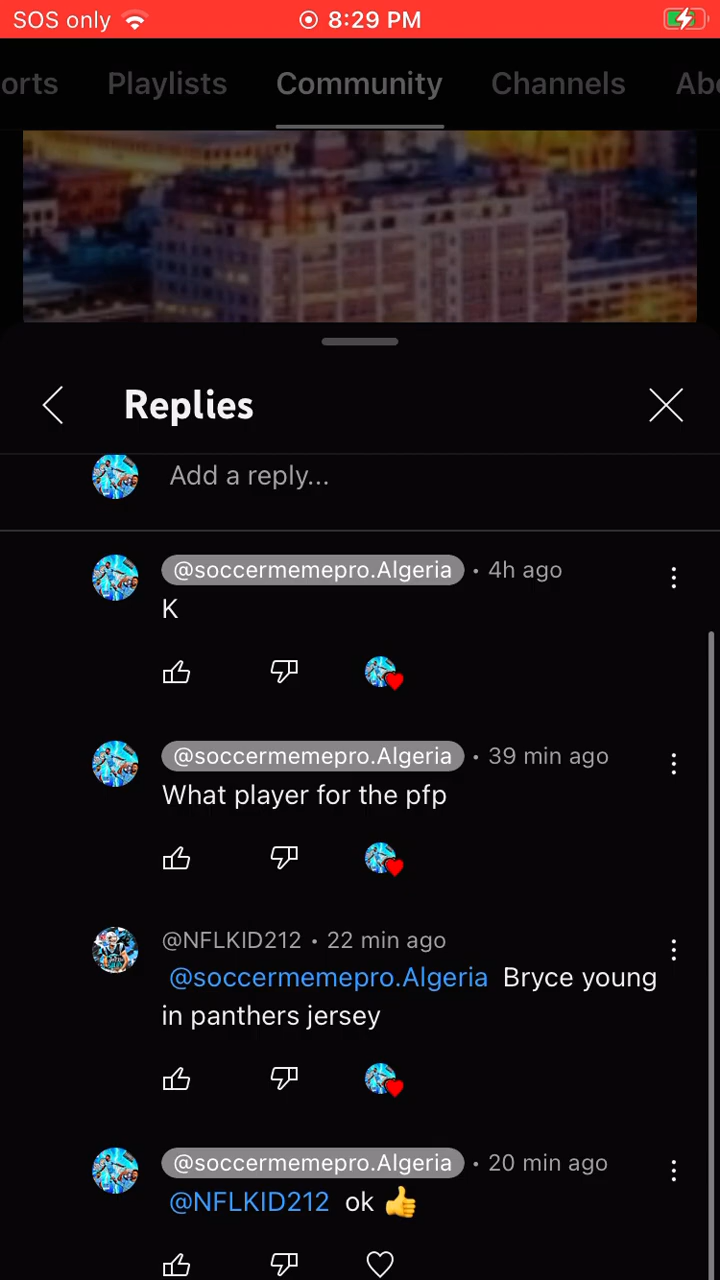 SOS only 8:29 PM
orts Playlists Community Channels Abo
Replies
Add a reply...
@soccermemepro.Algeria • 4h ago
K
@soccermemepro.Algeria • 39 min ago
What player for the pfp
@NFLKID212 • 22 min ago
@soccermemepro.Algeria Bryce young
in panthers jersey
@soccermemepro.Algeria • 20 min ago
@NFLKID212 ok 👍